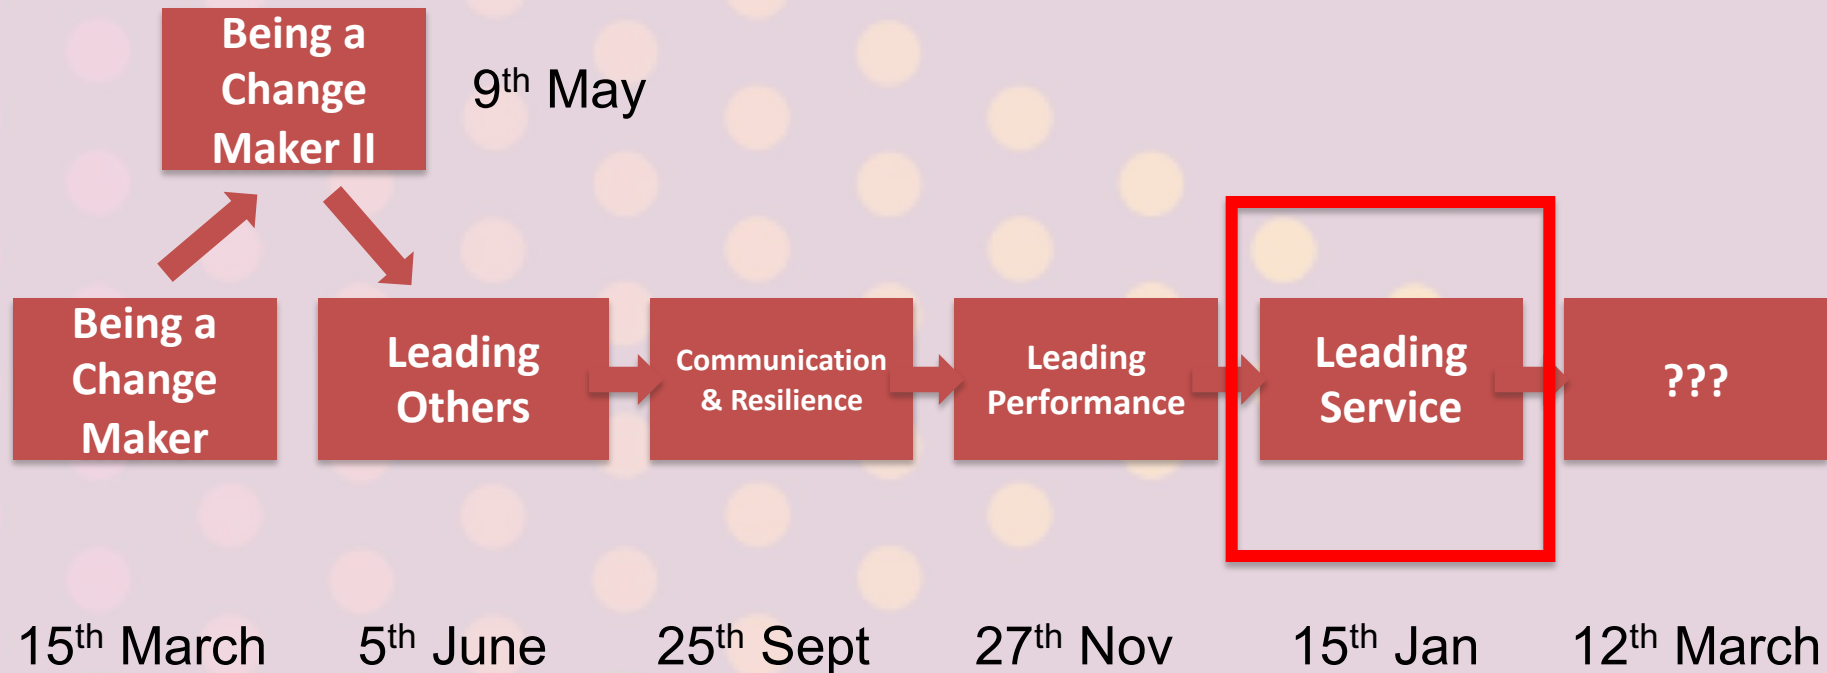 Being a
Change
Maker II
9th May
Being a
Change
Maker
Leading
Others
Communication
& Resilience
Leading
Performance
Leading
Service
???
15th March
5th June
25th Sept
27th Nov
15th Jan
12th March